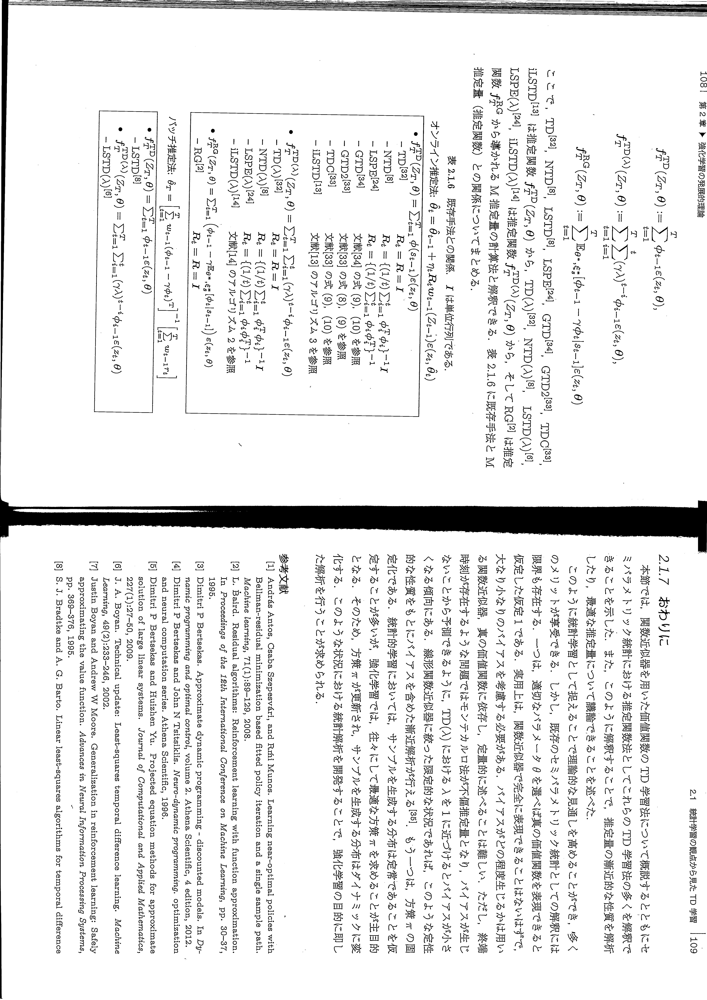 108 | 第 2 章 ▶ 強化学習の発展的理論
$f_T^{\mathrm{TD}}(Z_T, \theta) := \sum_{t=1}^{T} \phi_{t-1}\varepsilon(z_t, \theta),$
$f_T^{\mathrm{TD}(\lambda)}(Z_T, \theta) := \sum_{t=1}^{T}\sum_{i=1}^{t} (\gamma\lambda)^{t-i}\phi_{i-1}\varepsilon(z_t, \theta),$
$f_T^{\mathrm{RG}}(Z_T, \theta) := \sum_{t=1}^{T} \mathbb{E}_{\theta^*,\xi_s^*}[\phi_{t-1} - \gamma\phi_t|s_{t-1}]\varepsilon(z_t, \theta)$
ここで，TD[32]，NTD[8]，LSTD[8]，LSPE[24]，GTD[34]，GTD2[33]，TDC[33]，
iLSTD[13] は推定関数 $f_T^{\mathrm{TD}}(Z_T, \theta)$ から，TD(λ)[32]，NTD(λ)[8]，LSTD(λ)[6]，
LSPE(λ)[24]，iLSTD(λ)[14] は推定関数 $f_T^{\mathrm{TD}(\lambda)}(Z_T, \theta)$ から，そして RG[2] は推定
関数 $f_T^{\mathrm{RG}}$ から導かれる M 推定量の計算法と解釈できる．表 2.1.6 に既存手法と M
推定量（推定関数）との関係についてまとめる．
表 2.1.6 既存手法との関係． $I$ は単位行列である．
オンライン推定法: $\hat{\theta}_t = \hat{\theta}_{t-1} + \eta_t R_t w_{t-1}(Z_{t-1})\varepsilon(z_t, \hat{\theta}_t)$
• $f_T^{\mathrm{TD}}(Z_T, \theta) = \sum_{t=1}^{T} \phi(s_{t-1})\varepsilon(z_t, \theta)$
– TD[32] $R_t = R = I$
– NTD[8] $R_t = \{(1/t)\sum_{i=1}^{t} \phi_i^{\mathrm{T}}\phi_i\}^{-1}I$
– LSPE[24] $R_t = \{(1/t)\sum_{i=1}^{t} \phi_i\phi_i^{\mathrm{T}}\}^{-1}$
– GTD[34] 文献[34] の式 (9)，(10) を参照
– GTD2[33] 文献[33] の式 (8)，(9) を参照
– TDC[33] 文献[33] の式 (9)，(10) を参照
– iLSTD[13] 文献[13] のアルゴリズム 3 を参照
• $f_T^{\mathrm{TD}(\lambda)}(Z_T, \theta) = \sum_{t=1}^{T}\sum_{i=1}^{t}(\gamma\lambda)^{t-i}\phi_{i-1}\varepsilon(z_t, \theta)$
– TD(λ)[32] $R_t = R = I$
– NTD(λ)[8] $R_t = \{(1/t)\sum_{i=1}^{t} \phi_i^{\mathrm{T}}\phi_i\}^{-1}I$
– LSPE(λ)[24] $R_t = \{(1/t)\sum_{i=1}^{t} \phi_i\phi_i^{\mathrm{T}}\}^{-1}$
– iLSTD(λ)[14] 文献[14] のアルゴリズム 2 を参照
• $f_T^{\mathrm{RG}}(Z_T, \theta) = \sum_{t=1}^{T}\left(\phi_{t-1} - \gamma\mathbb{E}_{\theta^*,\xi_s^*}[\phi_t|s_{t-1}]\right)\varepsilon(z_t, \theta)$
– RG[2] $R_t = R = I$
バッチ推定法: $\hat{\theta}_T = \left[\sum_{t=1}^{T} w_{t-1}(\phi_{t-1} - \gamma\phi_t)^{\mathrm{T}}\right]^{-1}\left[\sum_{t=1}^{T} w_{t-1}r_t\right]$
• $f_T^{\mathrm{TD}}(Z_T, \theta) = \sum_{t=1}^{T} \phi_{t-1}\varepsilon(z_t, \theta)$
– LSTD[8]
• $f_T^{\mathrm{TD}(\lambda)}(Z_T, \theta) = \sum_{t=1}^{T}\sum_{i=1}^{t}(\gamma\lambda)^{t-i}\phi_{i-1}\varepsilon(z_t, \theta)$
– LSTD(λ)[6]
2.1 統計学習の観点から見た TD 学習 | 109
2.1.7 おわりに
本節では，関数近似器を用いた価値関数の TD 学習法について概説するとともにセ
ミパラメトリック統計における推定関数法としてこれらの TD 学習法の多くを解釈で
きることを示した．また，このように解釈することで，推定量の漸近的な性質を解析
したり，最適な推定量について議論できることを述べた．
このように統計学習として捉えることで理論的な見通しを高めることができ，多く
のメリットが享受できる．しかし，既存のセミパラメトリック統計としての解釈には
限界も存在する．一つは，適切なパラメータ θ を選べば真の価値関数を表現できると
仮定した仮定 1 である．実用上は，関数近似器で完全に表現できることはないはずで，
大なり小なりのバイアスを考慮する必要がある．バイアスがどの程度生じるかは用い
る関数近似器，真の価値関数に依存し，定量的に述べることは難しい．ただし，終端
時刻が存在するような問題ではモンテカルロ法が不偏推定量となり，バイアスが生じ
ないことから予測できるように，TD(λ) における λ を 1 に近づけるとバイアスが小さ
くなる傾向にある．線形関数近似器に絞った限定的な状況であれば，このような定性
的な性質をもとにバイアスを含めた漸近解析が行える[35]．もう一つは，方策 π の固
定化である．統計的学習においては，サンプルを生成する分布は定常であることを仮
定することが多いが，強化学習では，往々にして最適な方策 π を求めることが主目的
となる．そのため，方策 π が更新され，サンプルを生成する分布はダイナミックに変
化する．このような状況における統計解析を開発することで，強化学習の目的に即し
た解析を行うことが求められる．
参考文献
[1] András Antos, Csaba Szepesvári, and Rḿi Munos. Learning near-optimal policies with
Bellman-residual minimization based fitted policy iteration and a single sample path.
Machine learning, 71(1):89–129, 2008.
[2] L. Baird. Residual algorithms: Reinforcement learning with function approximation.
In Proceedings of the 12th International Conference on Machine Learning, pp. 30–37,
1995.
[3] Dimitri P Bertsekas. Approximate dynamic programming - discounted models. In Dy-
namic programming and optimal control, volume 2. Athena Scientific, 4 edition, 2012.
[4] Dimitri P Bertsekas and John N Tsitsiklis. Neuro-dynamic programming. optimization
and neural computation series. Athena Scientific, 1996.
[5] Dimitri P Bertsekas and Huizhen Yu. Projected equation methods for approximate
solution of large linear systems. Journal of Computational and Applied Mathematics,
227(1):27–50, 2009.
[6] J. A. Boyan. Technical update: Least-squares temporal difference learning. Machine
Learning, 49(2):233–246, 2002.
[7] Justin Boyan and Andrew W Moore. Generalization in reinforcement learning: Safely
approximating the value function. Advances in Neural Information Processing Systems,
pp. 369–376, 1995.
[8] S. J. Bradtke and A. G. Barto. Linear least-squares algorithms for temporal difference